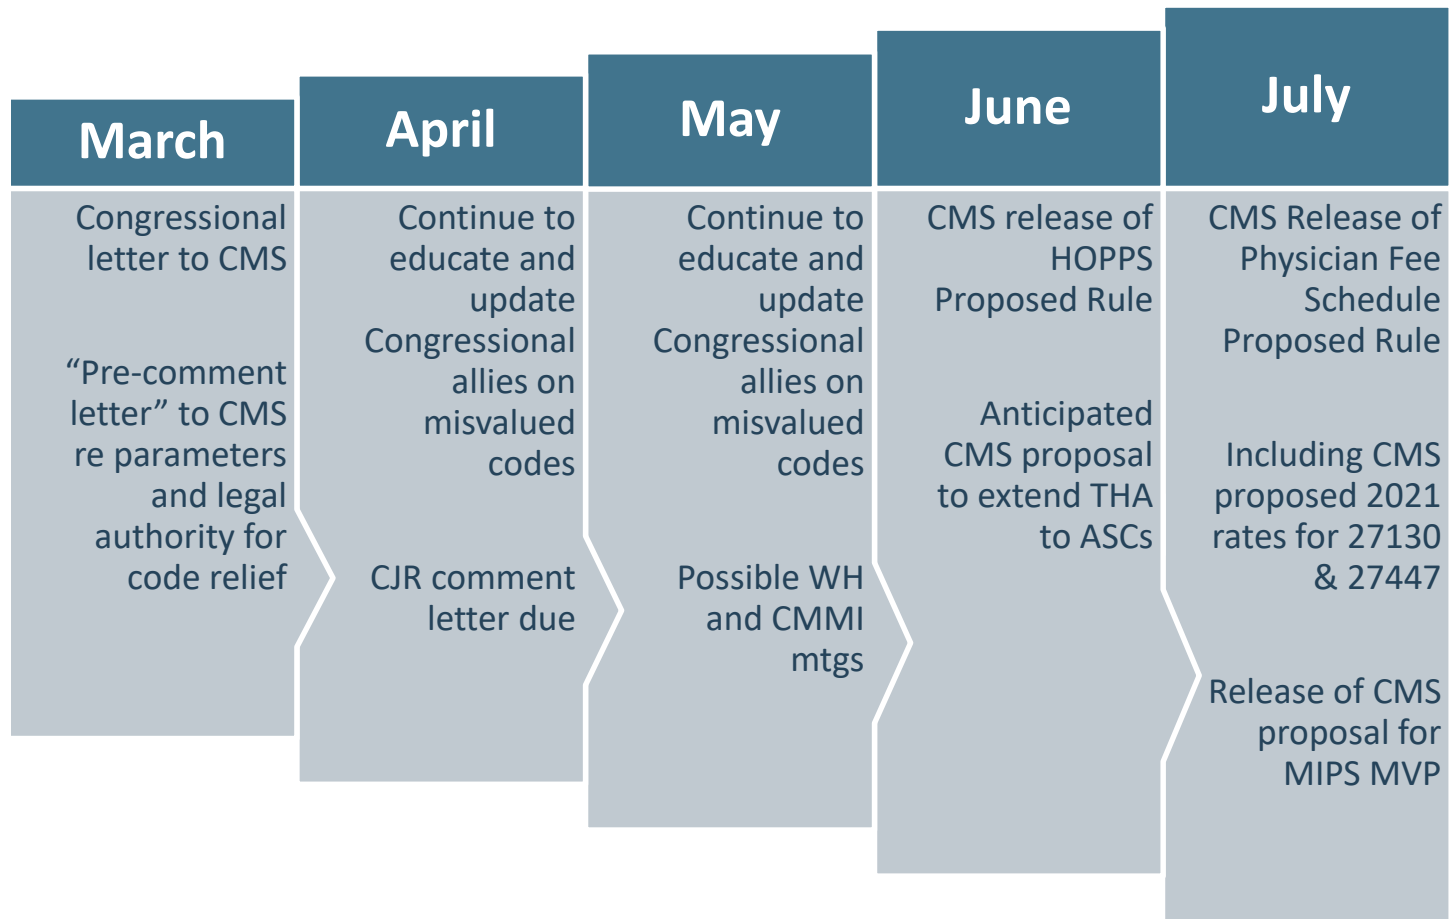 March
Congressional
letter to CMS
“Pre-comment
letter” to CMS
re parameters
and legal
authority for
code relief
April
Continue to
educate and
update
Congressional
allies on
misvalued
codes
CJR comment
letter due
May
Continue to
educate and
update
Congressional
allies on
misvalued
codes
Possible WH
and CMMI
mtgs
June
CMS release of
HOPPS
Proposed Rule
Anticipated
CMS proposal
to extend THA
to ASCs
July
CMS Release of
Physician Fee
Schedule
Proposed Rule
Including CMS
proposed 2021
rates for 27130
& 27447
Release of CMS
proposal for
MIPS MVP